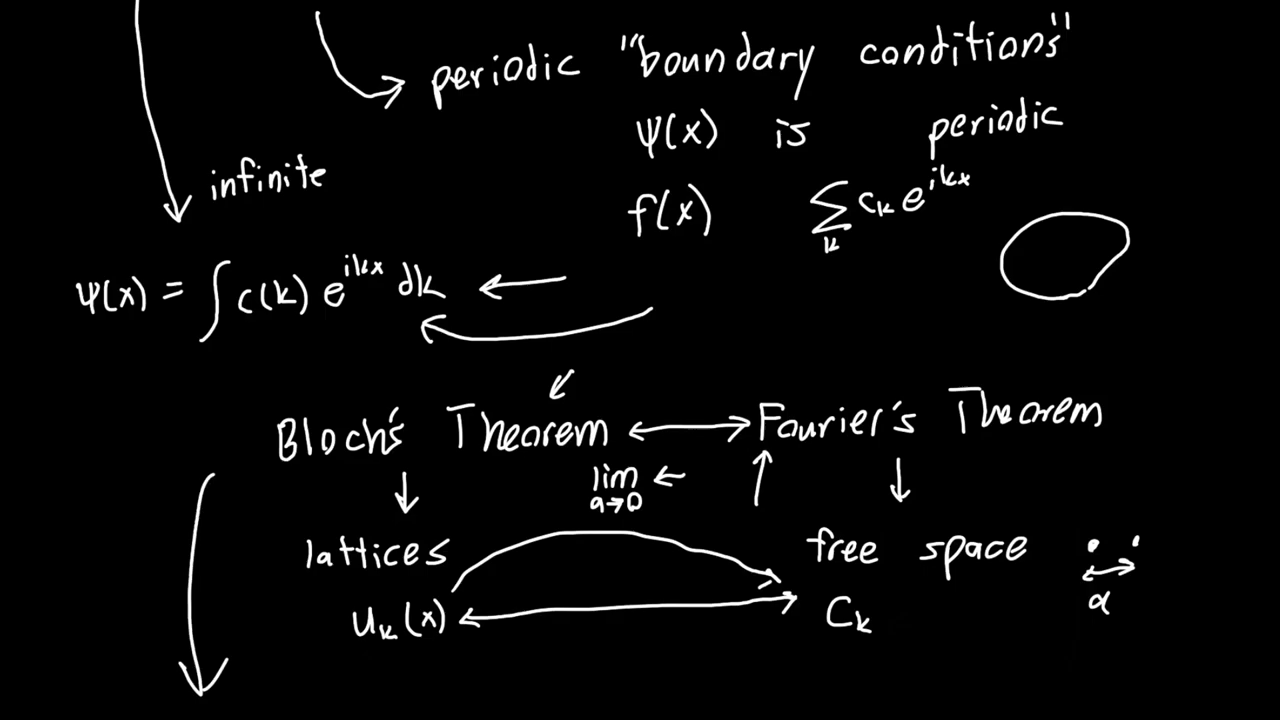 periodic "boundary conditions"
ψ(x) is periodic
infinite
f(x) ∑ₖ cₖ e^{ikx}
ψ(x) = ∫ c(k) e^{ikx} dk
Bloch's Theorem ↔ Fourier's Theorem
lim a→0
lattices free space
a
uₖ(x) cₖ